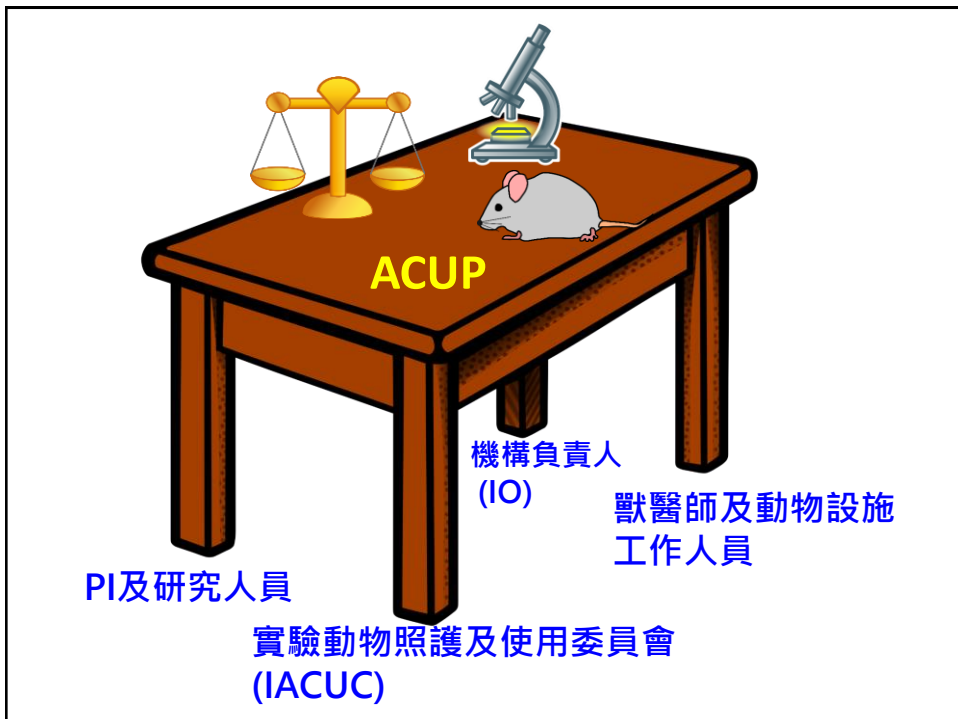 ACUP
機構負責人
(IO)
獸醫師及動物設施
工作人員
PI及研究人員
實驗動物照護及使用委員會
(IACUC)